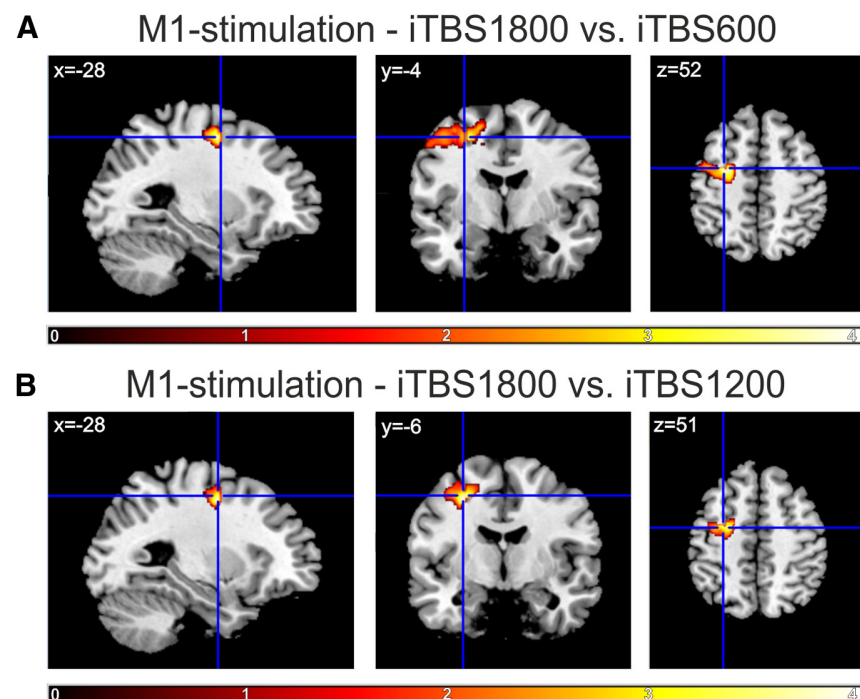 A M1-stimulation - iTBS1800 vs. iTBS600
x=-28 y=-4 z=52
0 1 2 3 4
B M1-stimulation - iTBS1800 vs. iTBS1200
x=-28 y=-6 z=51
0 1 2 3 4